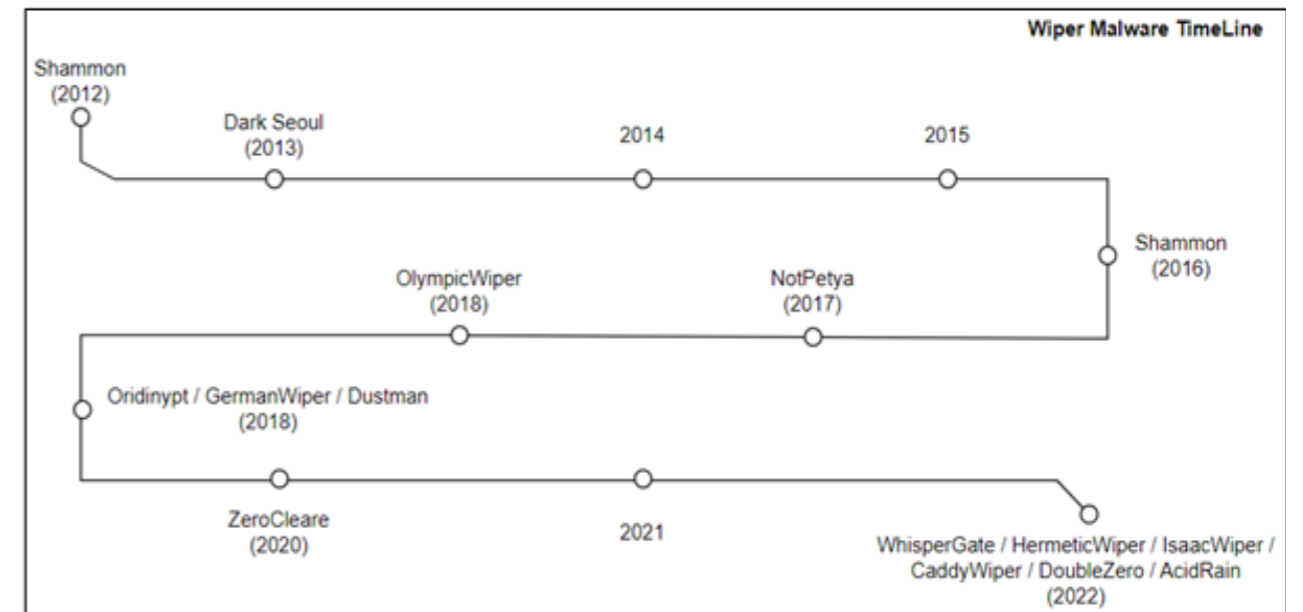 Wiper Malware TimeLine
Shammon
(2012)
Dark Seoul
(2013)
2014
2015
Shammon
(2016)
NotPetya
(2017)
OlympicWiper
(2018)
Oridinypt / GermanWiper / Dustman
(2018)
ZeroCleare
(2020)
2021
WhisperGate / HermeticWiper / IsaacWiper /
CaddyWiper / DoubleZero / AcidRain
(2022)